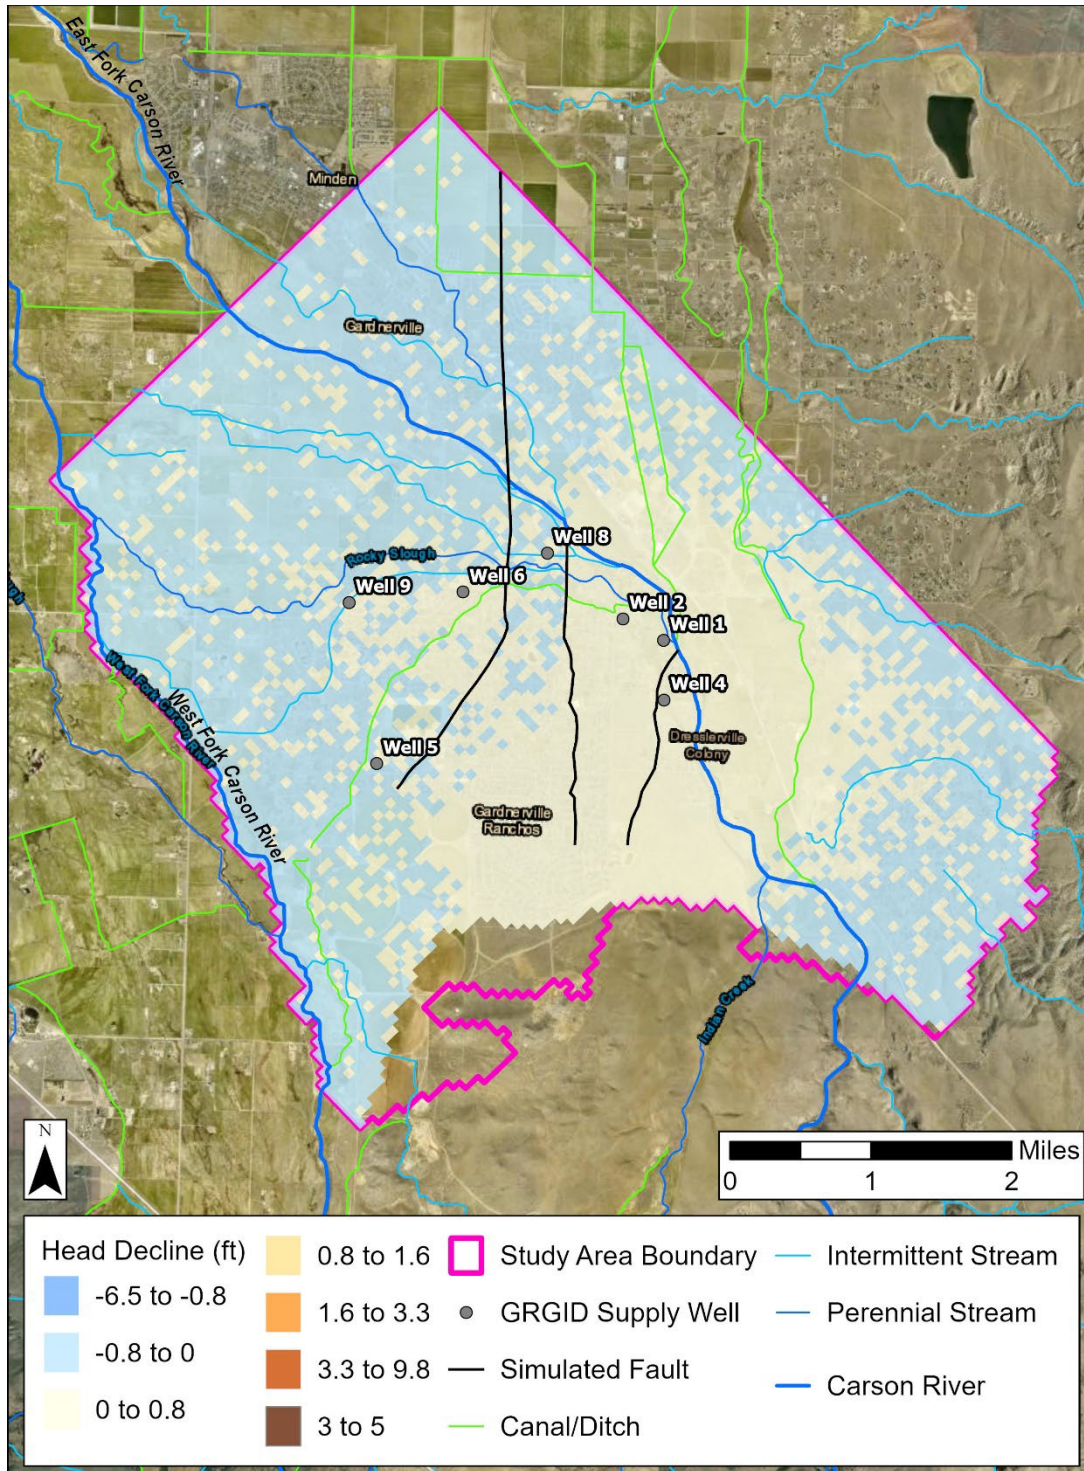 East Fork Carson River
Minden
Gardnerville
Well 8
Rocky Slough
Well 6
Well 9
Well 2
Well 1
Well 4
West Fork Carson River
West Fork Carson River
Dresslerville
Colony
Well 5
Gardnerville
Ranchos
Indian Creek
N
Miles
0 1 2
Head Decline (ft)
-6.5 to -0.8
-0.8 to 0
0 to 0.8
0.8 to 1.6
1.6 to 3.3
3.3 to 9.8
3 to 5
Study Area Boundary
GRGID Supply Well
Simulated Fault
Canal/Ditch
Intermittent Stream
Perennial Stream
Carson River